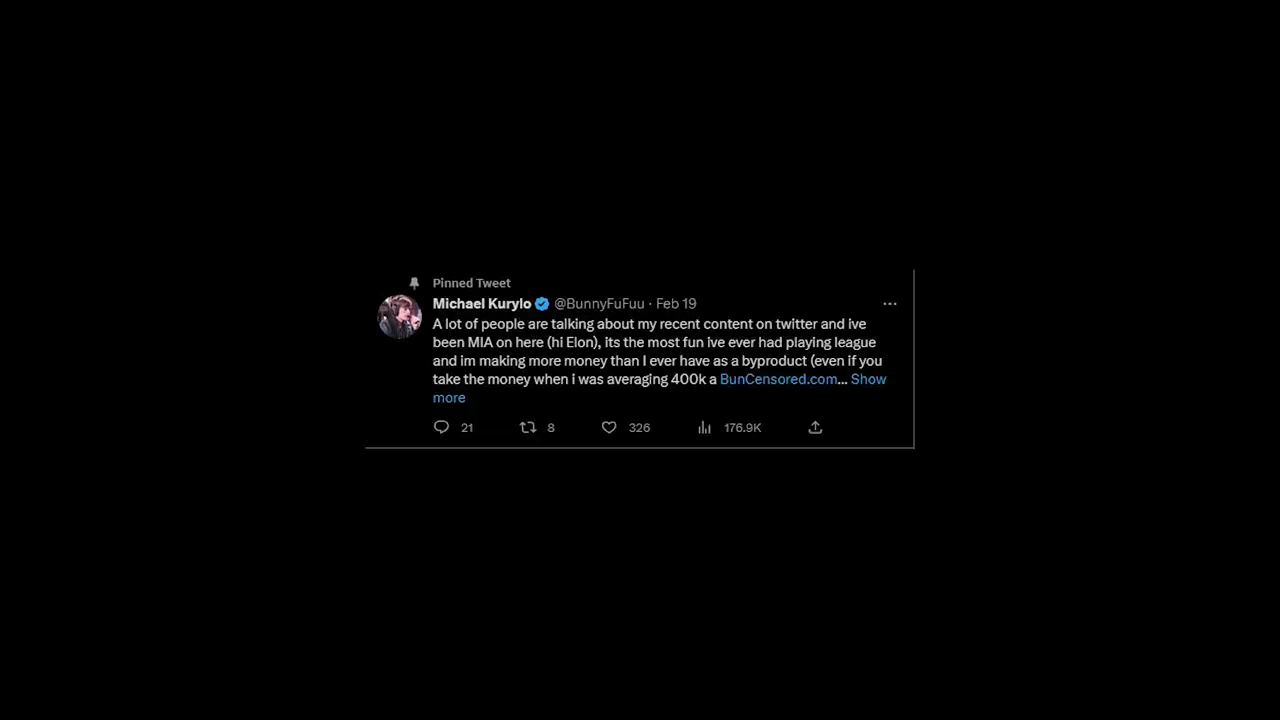 Pinned Tweet
Michael Kurylo @BunnyFuFuu · Feb 19
A lot of people are talking about my recent content on twitter and ive
been MIA on here (hi Elon), its the most fun ive ever had playing league
and im making more money than I ever have as a byproduct (even if you
take the money when i was averaging 400k a BunCensored.com... Show
more
21 8 326 176.9K